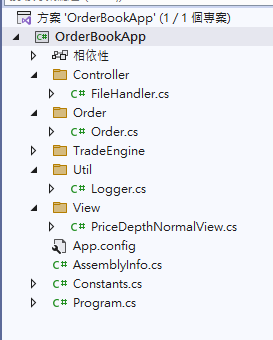 方案 'OrderBookApp' (1 / 1 個專案)
OrderBookApp
相依性
Controller
C# FileHandler.cs
Order
C# Order.cs
TradeEngine
Util
C# Logger.cs
View
C# PriceDepthNormalView.cs
App.config
C# AssemblyInfo.cs
C# Constants.cs
C# Program.cs